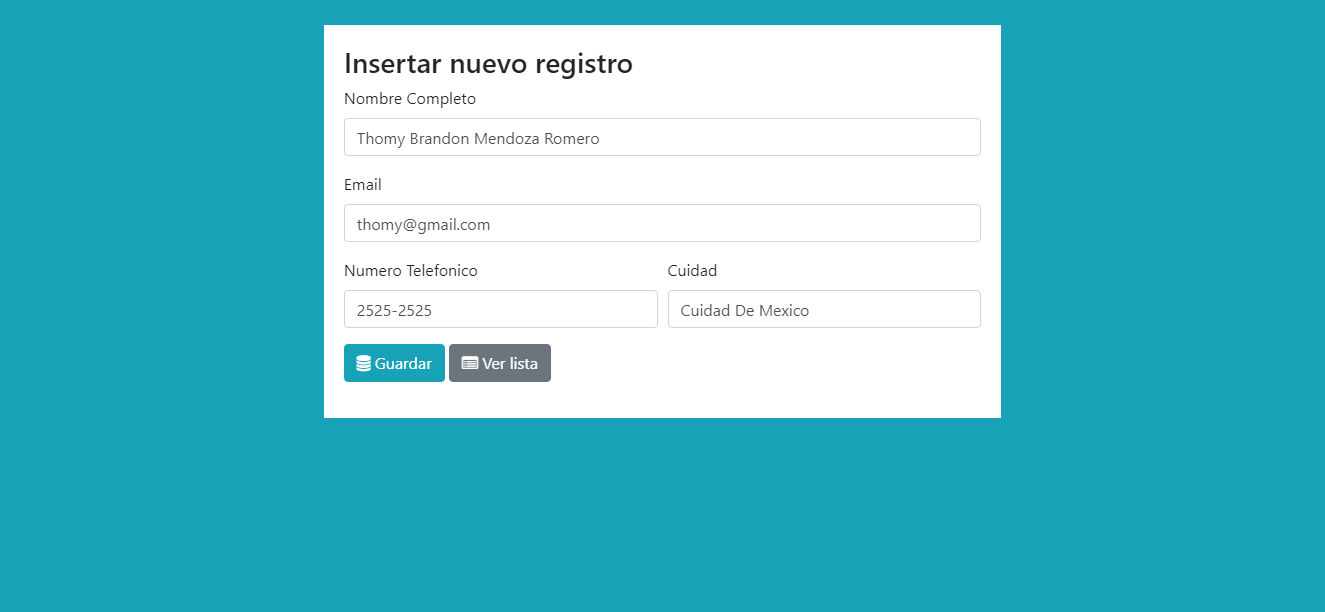 Insertar nuevo registro
Nombre Completo
Thomy Brandon Mendoza Romero
Email
thomy@gmail.com
Numero Telefonico Cuidad
2525-2525 Cuidad De Mexico
Guardar Ver lista